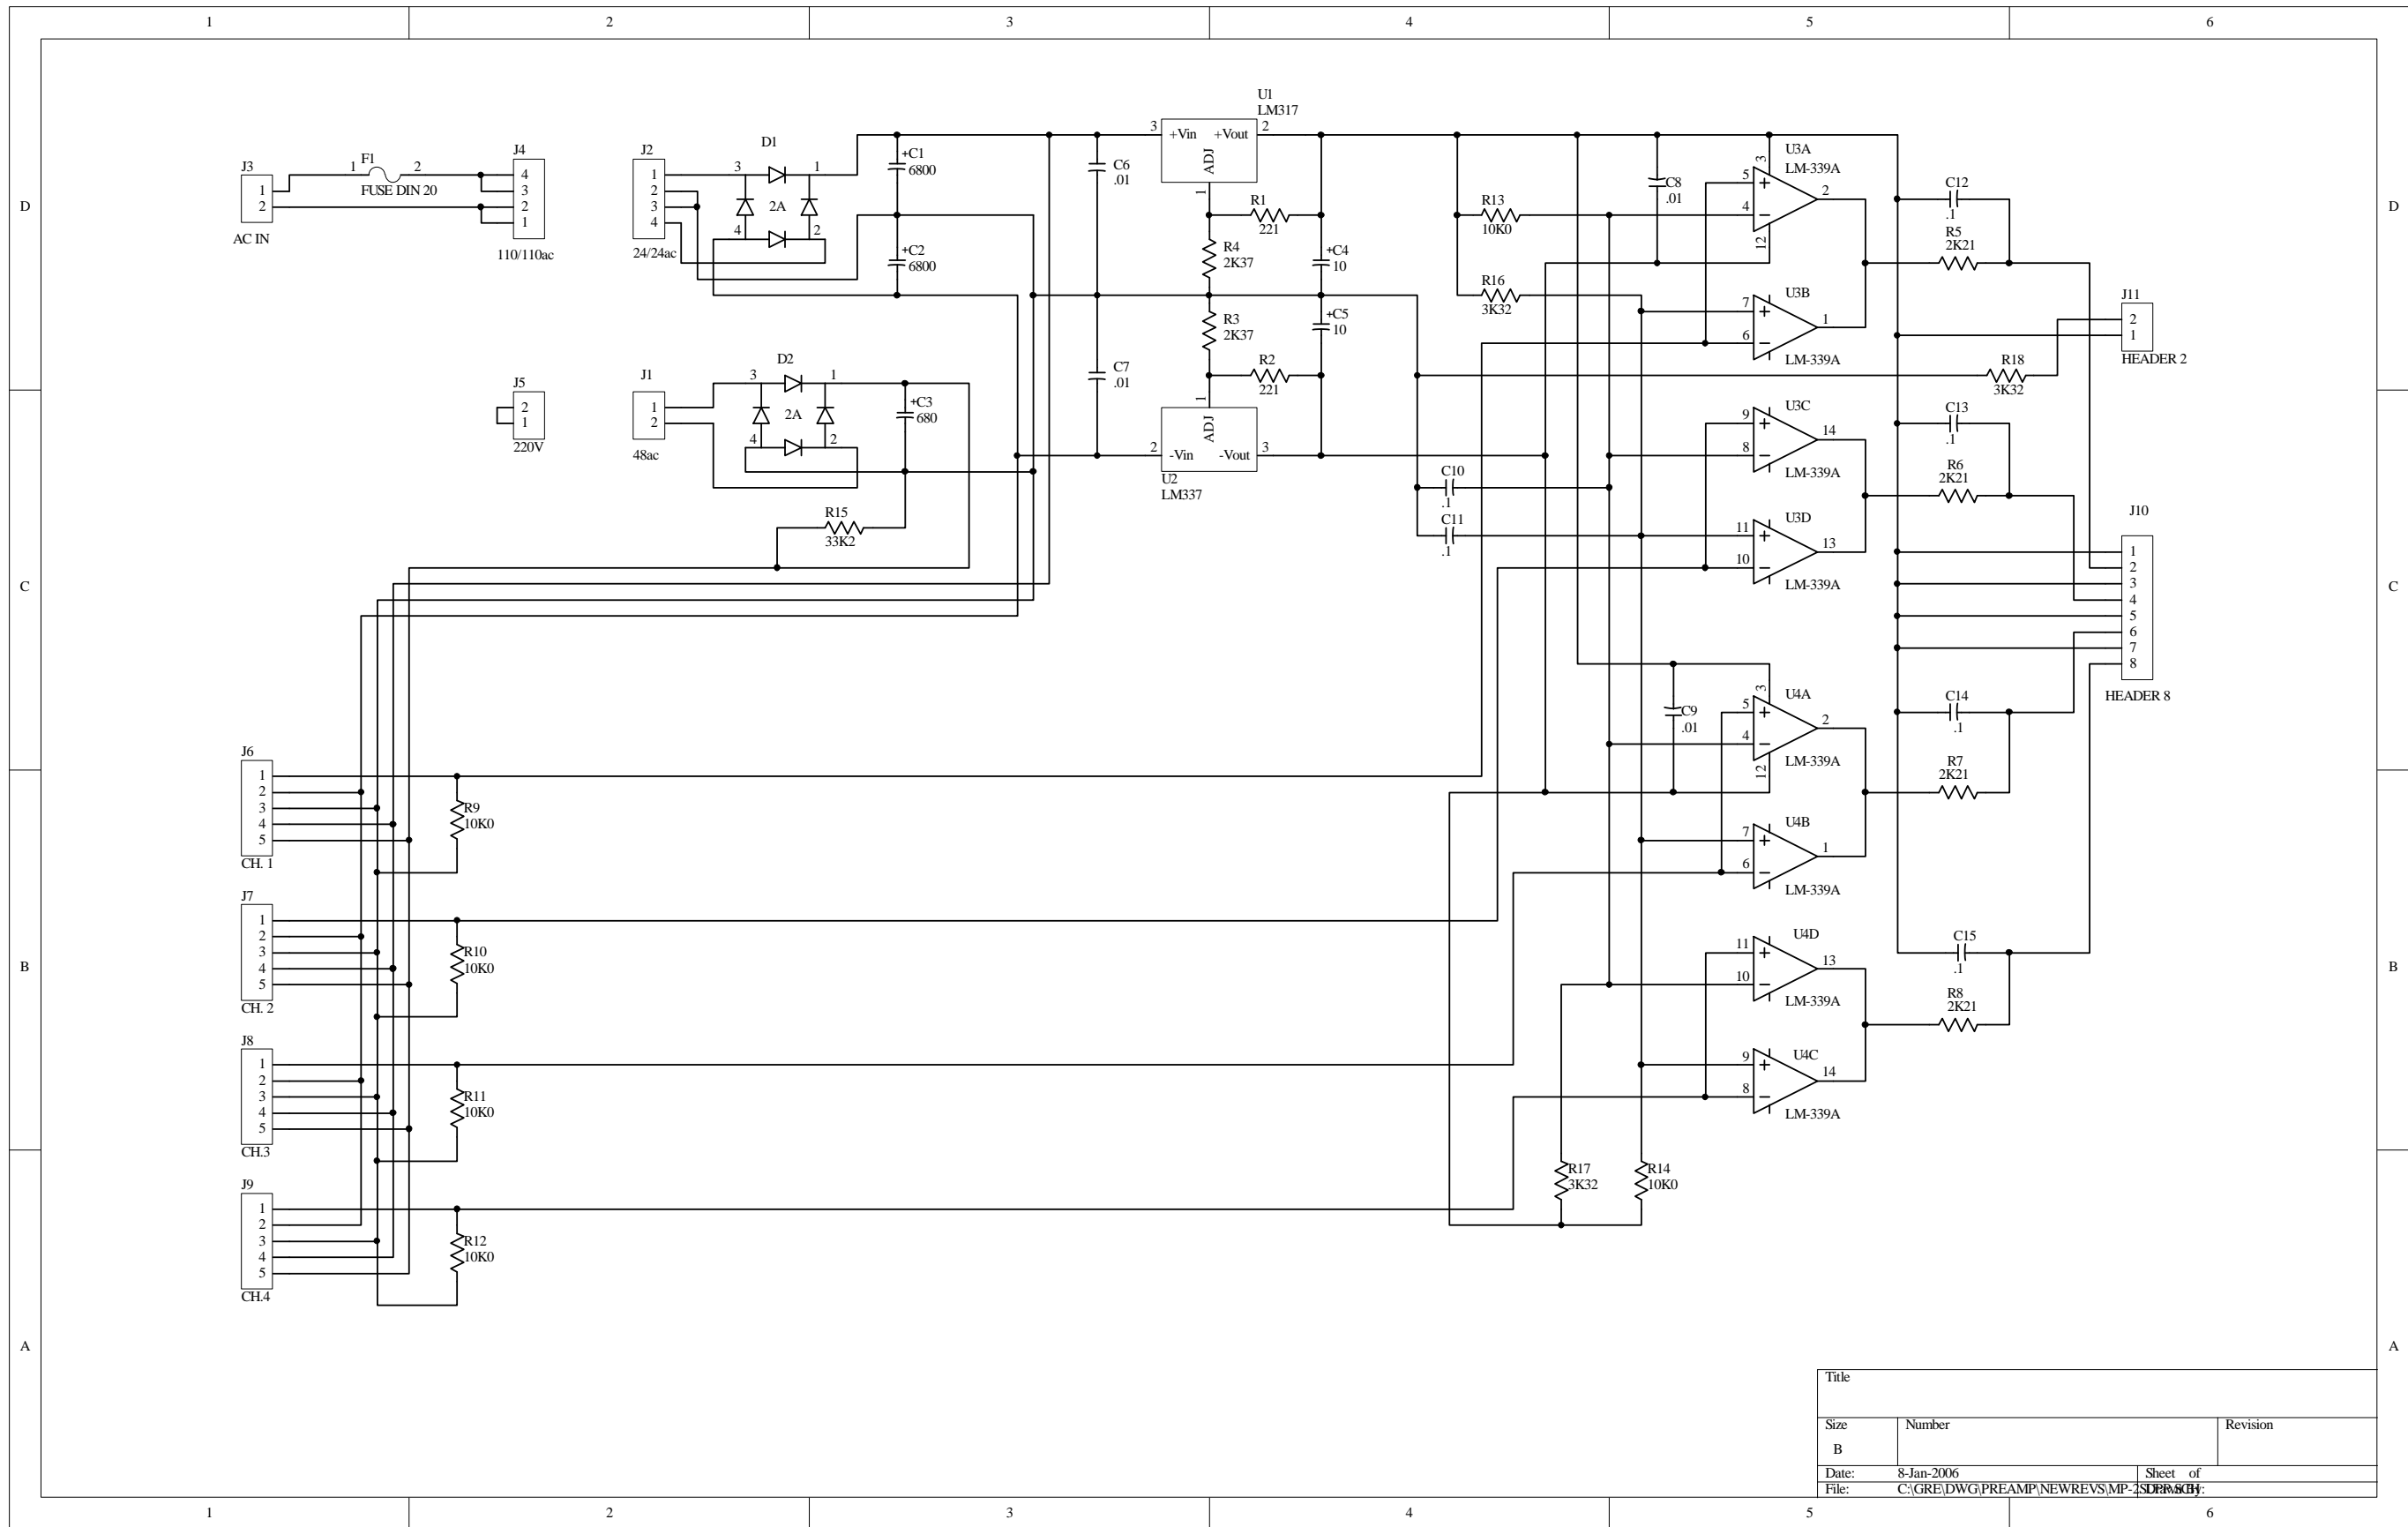 1 2 3 4 5 6
D
C
B
A
D
C
B
A
J3
1
2
AC IN
1 F1 2
FUSE DIN 20
J4
4
3
2
1
110/110ac
J2
1
2
3
4
24/24ac
D1
3 1
2A
4 2
+C1
6800
+C2
6800
C6
.01
U1
LM317
3 +Vin +Vout 2
ADJ
1
R1
221
R4
2K37
+C4
10
R3
2K37
+C5
10
R2
221
C7
.01
1
ADJ
2 -Vin -Vout 3
U2
LM337
J5
2
1
220V
J1
1
2
48ac
D2
3 1
2A
4 2
+C3
680
R15
33K2
R13
10K0
R16
3K32
C8
.01
U3A
LM-339A
3
5
4
2
12
U3B
7
6
1
LM-339A
U3C
9
8
14
LM-339A
U3D
11
10
13
LM-339A
C10
.1
C11
.1
C12
.1
R5
2K21
J11
2
1
HEADER 2
R18
3K32
C13
.1
R6
2K21
J10
1
2
3
4
5
6
7
8
HEADER 8
C9
.01
U4A
3
5
4
2
12
LM-339A
C14
.1
R7
2K21
U4B
7
6
1
LM-339A
U4D
11
10
13
LM-339A
C15
.1
R8
2K21
U4C
9
8
14
LM-339A
R17
3K32
R14
10K0
J6
1
2
3
4
5
CH. 1
R9
10K0
J7
1
2
3
4
5
CH. 2
R10
10K0
J8
1
2
3
4
5
CH.3
R11
10K0
J9
1
2
3
4
5
CH.4
R12
10K0
Title
Size Number Revision
B
Date: 8-Jan-2006 Sheet of
File: C:\GRE\DWG\PREAMP\NEWREVS\
1 2 3 4 5 6